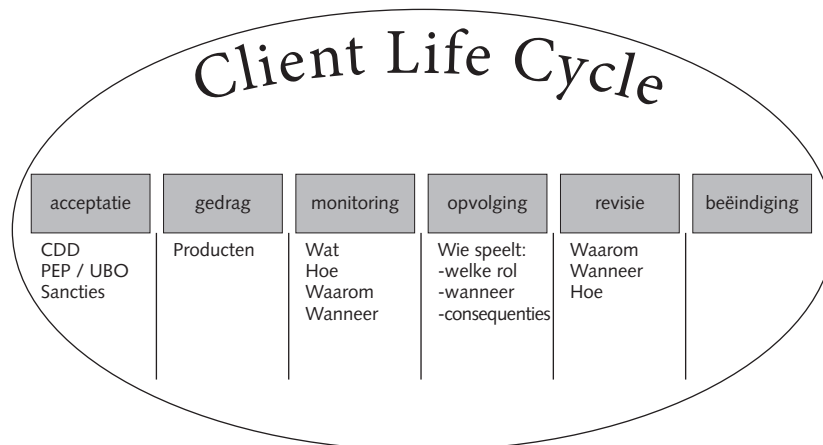 Client Life Cycle
acceptatie
CDD
PEP / UBO
Sancties
gedrag
Producten
monitoring
Wat
Hoe
Waarom
Wanneer
opvolging
Wie speelt:
-welke rol
-wanneer
-consequenties
revisie
Waarom
Wanneer
Hoe
beëindiging